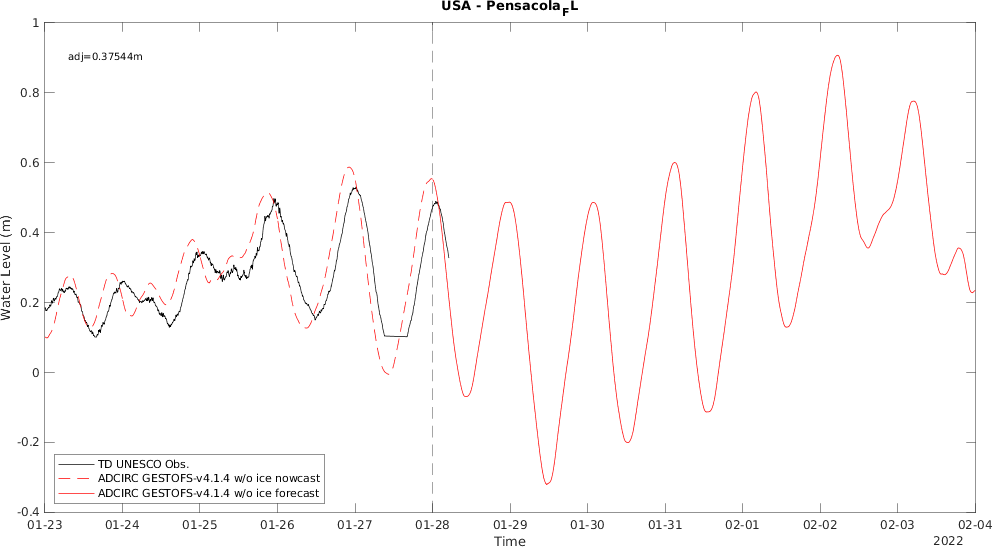 USA - Pensacola_FL
adj=0.37544m
1
0.8
0.6
0.4
0.2
0
-0.2
-0.4
Water Level (m)
TD UNESCO Obs.
ADCIRC GESTOFS-v4.1.4 w/o ice nowcast
ADCIRC GESTOFS-v4.1.4 w/o ice forecast
01-23 01-24 01-25 01-26 01-27 01-28 01-29 01-30 01-31 02-01 02-02 02-03 02-04
Time
2022